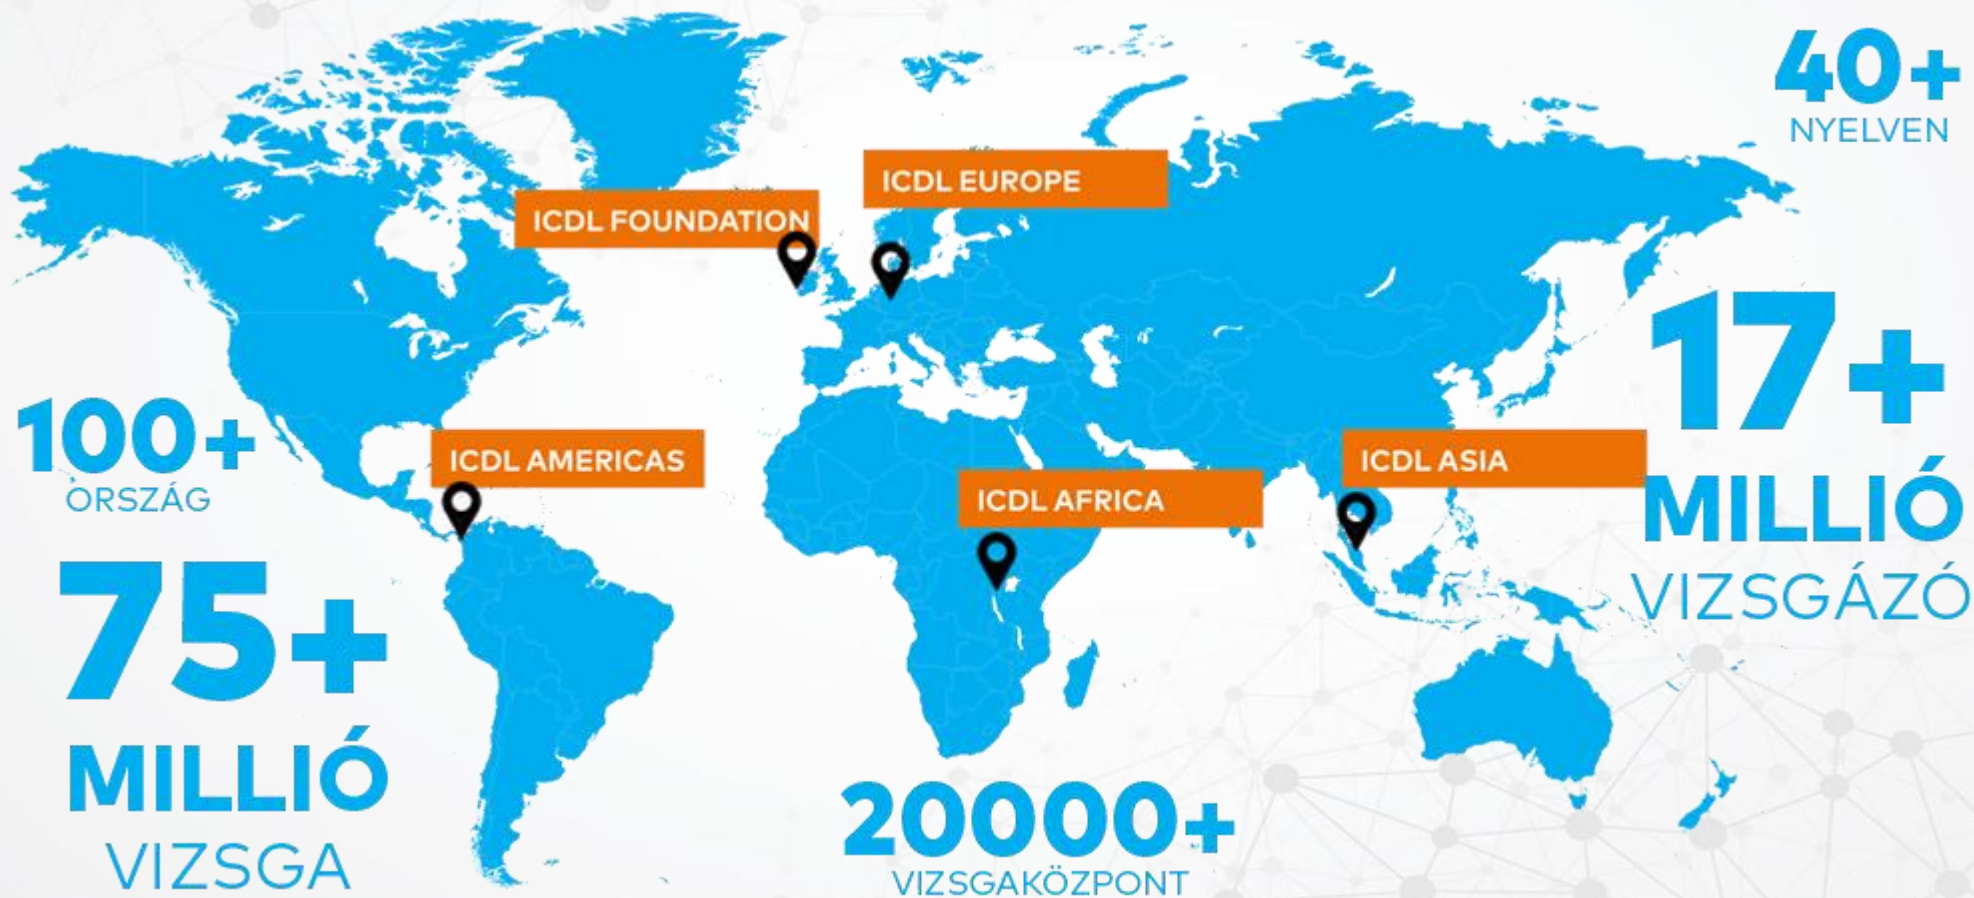 40+
NYELVEN
ICDL EUROPE
ICDL FOUNDATION
17+
MILLIÓ
VIZSGÁZÓ
100+
ORSZÁG
ICDL AMERICAS
ICDL ASIA
ICDL AFRICA
75+
MILLIÓ
VIZSGA
20000+
VIZSGAKÖZPONT